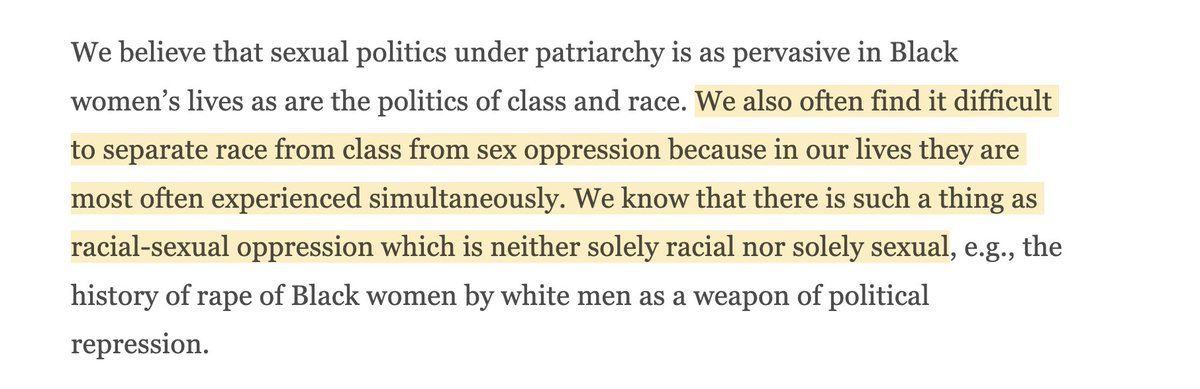 We believe that sexual politics under patriarchy is as pervasive in Black
women’s lives as are the politics of class and race. We also often find it difficult
to separate race from class from sex oppression because in our lives they are
most often experienced simultaneously. We know that there is such a thing as
racial-sexual oppression which is neither solely racial nor solely sexual, e.g., the
history of rape of Black women by white men as a weapon of political
repression.